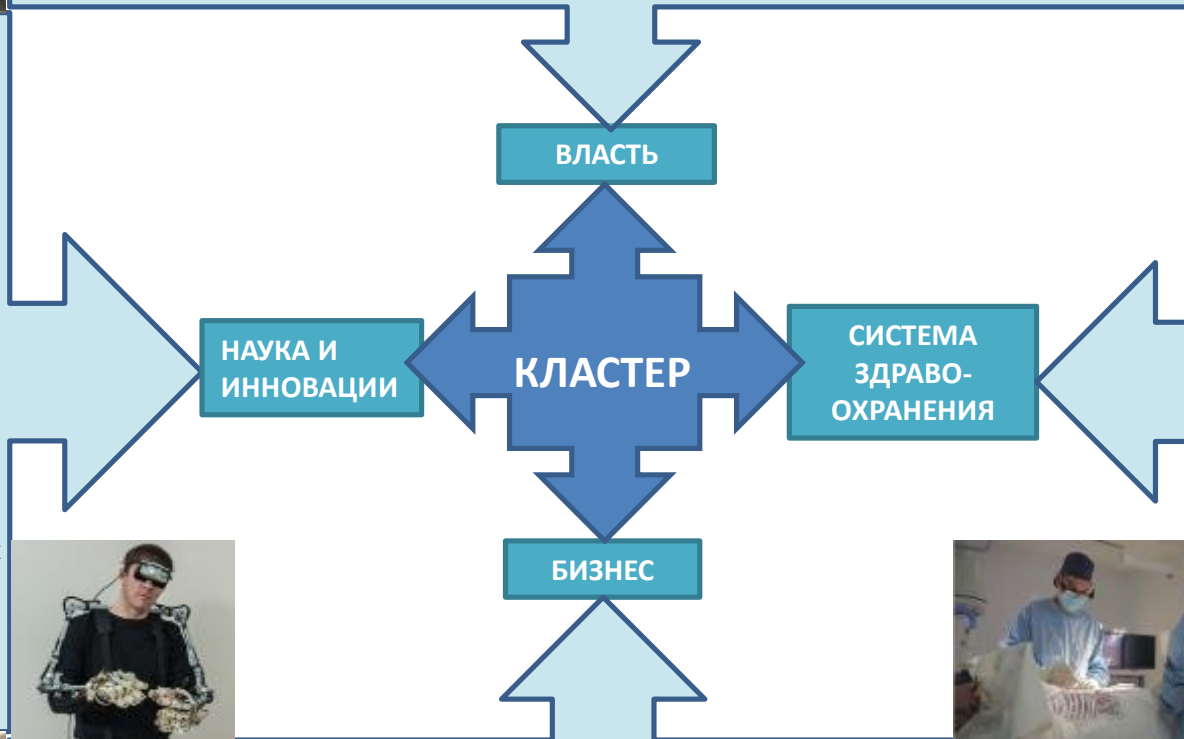 ВЛАСТЬ
НАУКА И
ИННОВАЦИИ
КЛАСТЕР
СИСТЕМА
ЗДРАВО-
ОХРАНЕНИЯ
БИЗНЕС